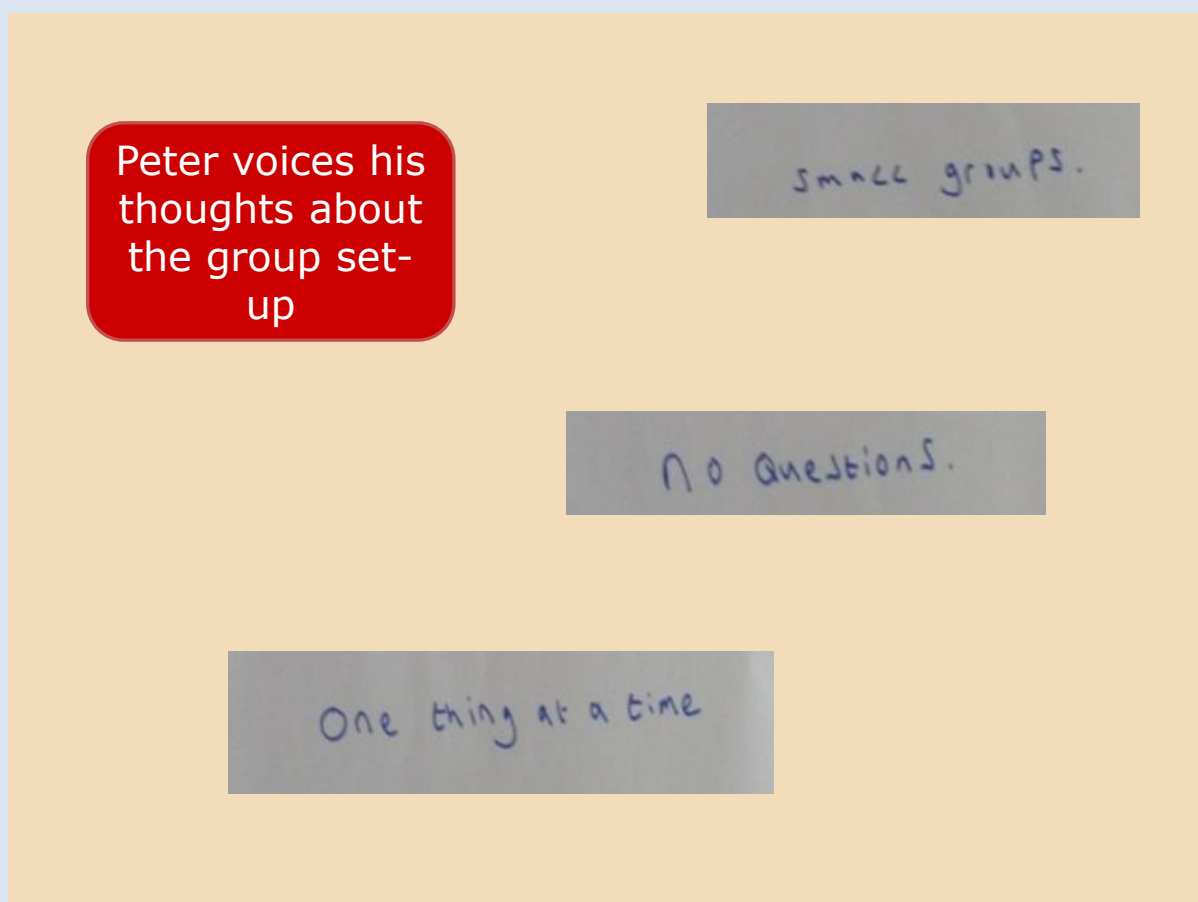 Peter voices his
thoughts about
the group set-
up
small groups.
No Questions.
One thing at a time